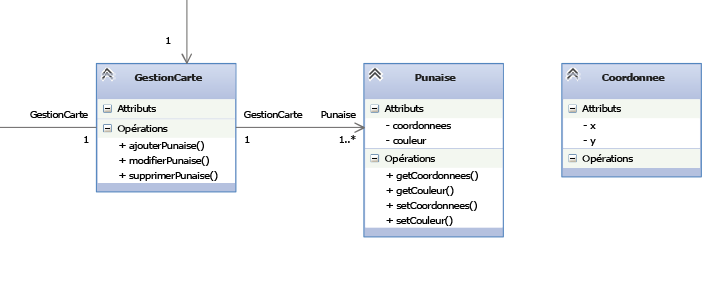 1
GestionCarte
Attributs
Opérations
+ ajouterPunaise()
+ modifierPunaise()
+ supprimerPunaise()
GestionCarte
1
GestionCarte
1
Punaise
1..*
Punaise
Attributs
- coordonnees
- couleur
Opérations
+ getCoordonnees()
+ getCouleur()
+ setCoordonnees()
+ setCouleur()
Coordonnee
Attributs
- x
- y
Opérations